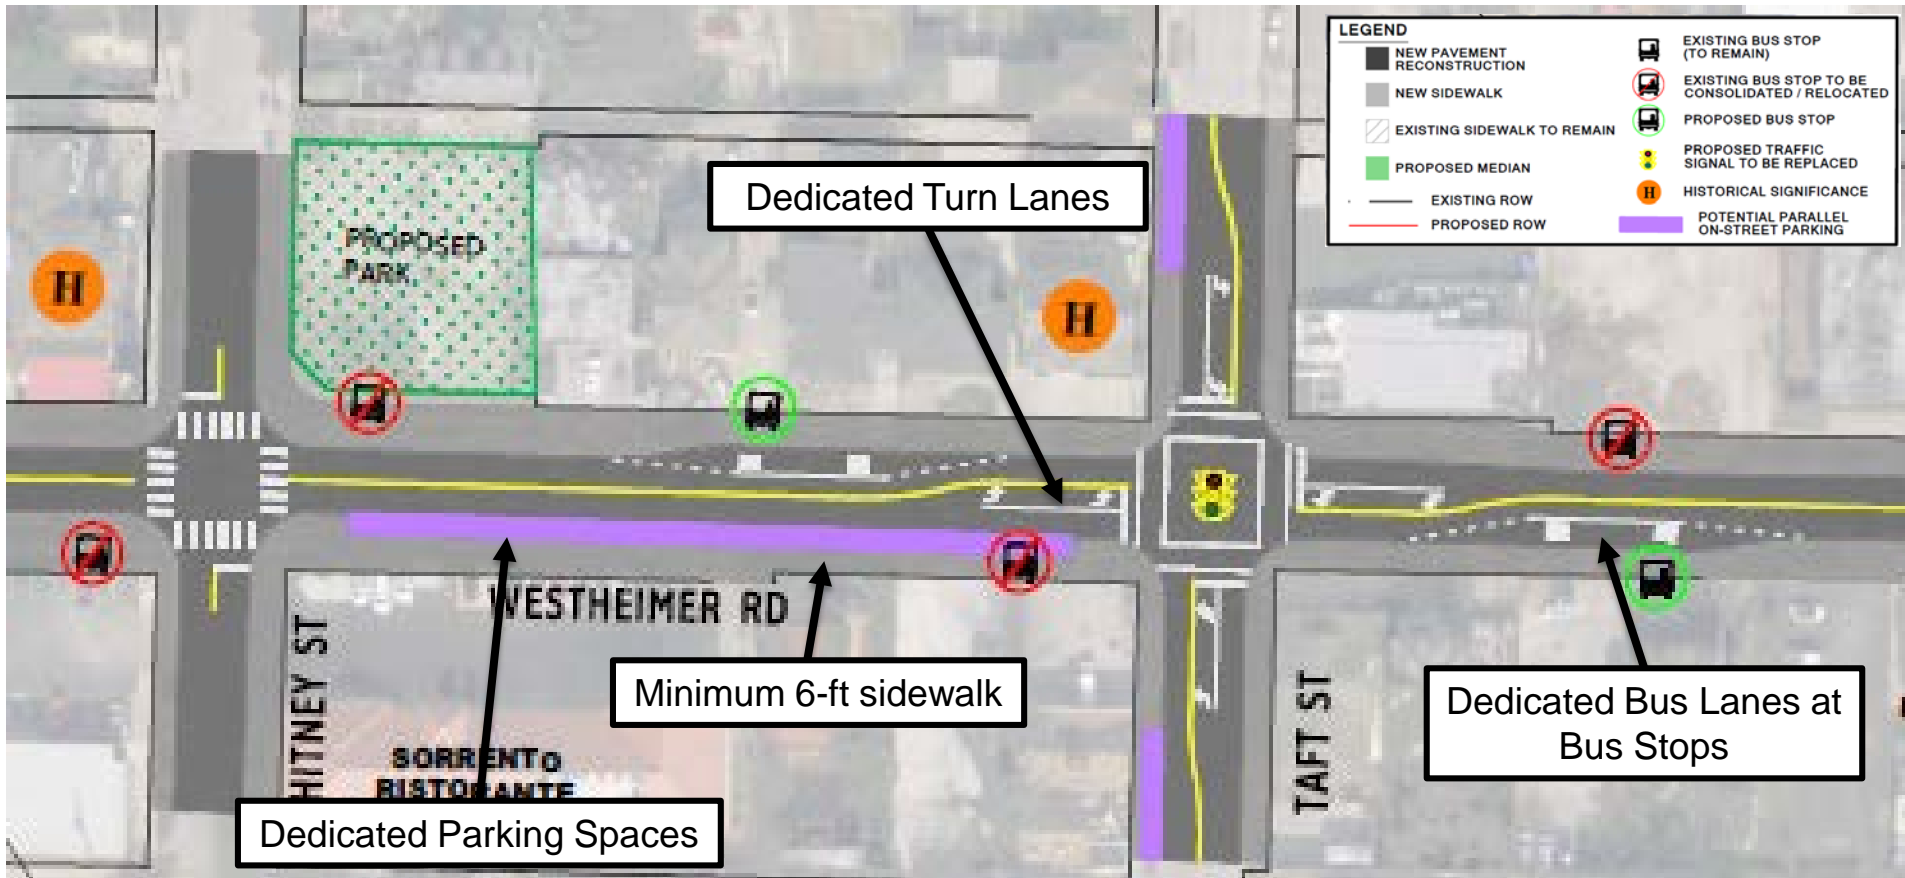 LEGEND
NEW PAVEMENT
RECONSTRUCTION
NEW SIDEWALK
EXISTING SIDEWALK TO REMAIN
PROPOSED MEDIAN
EXISTING ROW
PROPOSED ROW
EXISTING BUS STOP
(TO REMAIN)
EXISTING BUS STOP TO BE
CONSOLIDATED / RELOCATED
PROPOSED BUS STOP
PROPOSED TRAFFIC
SIGNAL TO BE REPLACED
H
HISTORICAL SIGNIFICANCE
POTENTIAL PARALLEL
ON-STREET PARKING
Dedicated Turn Lanes
PROPOSED
PARK
H
H
WESTHEIMER RD
HITNEY ST
Minimum 6-ft sidewalk
TAFT ST
Dedicated Bus Lanes at
Bus Stops
SORRENTO
RISTORANTE
Dedicated Parking Spaces